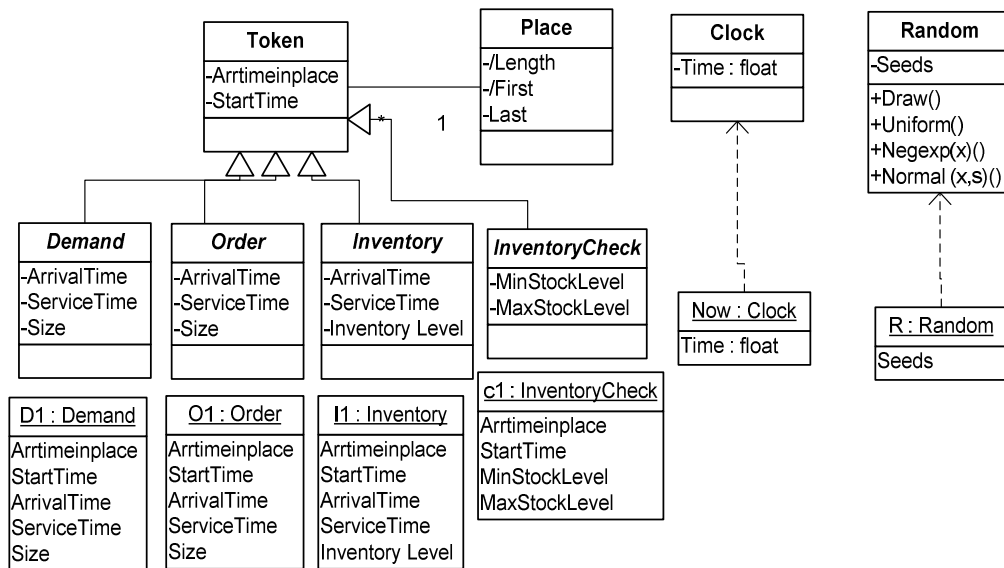 Token
-Arrtimeinplace
-StartTime
Place
-/Length
-/First
-Last
*
1
Clock
-Time : float
Random
-Seeds
+Draw()
+Uniform()
+Negexp(x)()
+Normal (x,s)()
Demand
-ArrivalTime
-ServiceTime
-Size
Order
-ArrivalTime
-ServiceTime
-Size
Inventory
-ArrivalTime
-ServiceTime
-Inventory Level
InventoryCheck
-MinStockLevel
-MaxStockLevel
Now : Clock
Time : float
R : Random
Seeds
D1 : Demand
Arrtimeinplace
StartTime
ArrivalTime
ServiceTime
Size
O1 : Order
Arrtimeinplace
StartTime
ArrivalTime
ServiceTime
Size
I1 : Inventory
Arrtimeinplace
StartTime
ArrivalTime
ServiceTime
Inventory Level
c1 : InventoryCheck
Arrtimeinplace
StartTime
MinStockLevel
MaxStockLevel